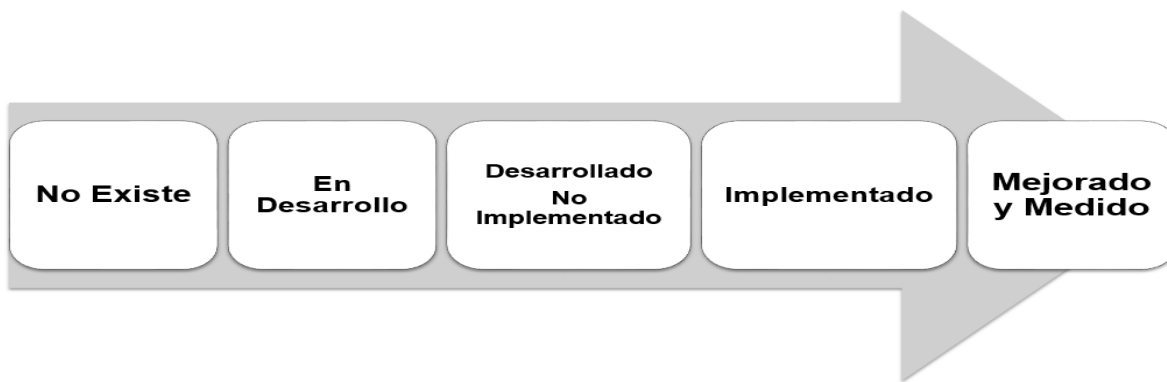 No Existe
En
Desarrollo
Desarrollado
No
Implementado
Implementado
Mejorado
y Medido